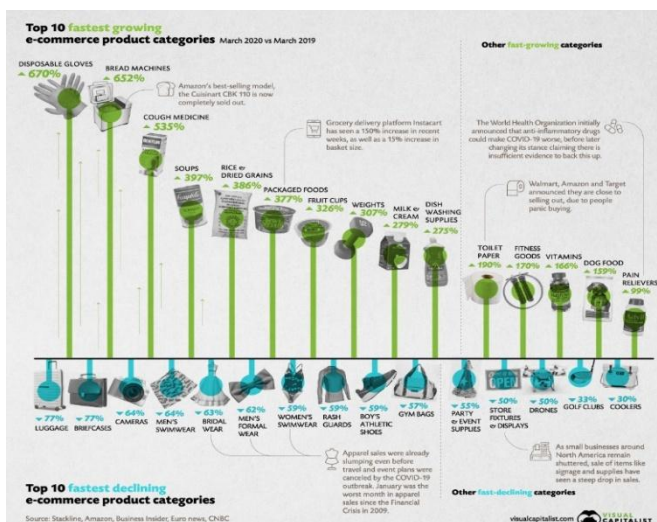 Top 10 fastest growing
e-commerce product categories March 2020 vs March 2019
Other fast-growing categories
DISPOSABLE GLOVES
670%
BREAD MACHINES
652%
Amazon's best-selling model,
the Cuisinart CBK 110 is now
completely sold out.
COUGH MEDICINE
535%
SOUPS
397%
RICE &
DRIED GRAINS
386%
Grocery delivery platform Instacart
has seen a 150% increase in recent
weeks, as well as a 15% increase in
basket size.
PACKAGED FOODS
377%
FRUIT CUPS
326%
WEIGHTS
307%
MILK &
CREAM
279%
DISH
WASHING
SUPPLIES
275%
The World Health Organization initially
announced that anti-inflammatory drugs
could make COVID-19 worse, before later
changing its stance claiming there is
insufficient evidence to back this up.
Walmart, Amazon and Target
announced they are close to
selling out, due to people
panic buying.
TOILET
PAPER
190%
FITNESS
GOODS
170%
VITAMINS
166%
DOG FOOD
159%
PAIN
RELIEVERS
99%
77%
LUGGAGE
77%
BRIEFCASES
64%
CAMERAS
64%
MEN'S
SWIMWEAR
63%
BRIDAL
WEAR
62%
MEN'S
FORMAL
WEAR
59%
WOMEN'S
SWIMWEAR
59%
RASH
GUARDS
59%
BOY'S
ATHLETIC
SHOES
57%
GYM BAGS
55%
PARTY
& EVENT
SUPPLIES
OPEN
50%
STORE
FIXTURES
& DISPLAYS
50%
DRONES
33%
GOLF CLUBS
30%
COOLERS
Apparel sales were already
slumping even before
travel and event plans were
canceled by the COVID-19
outbreak. January was the
worst month in apparel
sales since the Financial
Crisis in 2009.
As small businesses around
North America remain
shuttered, sale of items like
signage and supplies have
seen a steep drop in sales.
Top 10 fastest declining
e-commerce product categories
Other fast-declining categories
Source: Stackline, Amazon, Business Insider, Euro news, CNBC
visualcapitalist.com
VISUAL
CAPITALIST